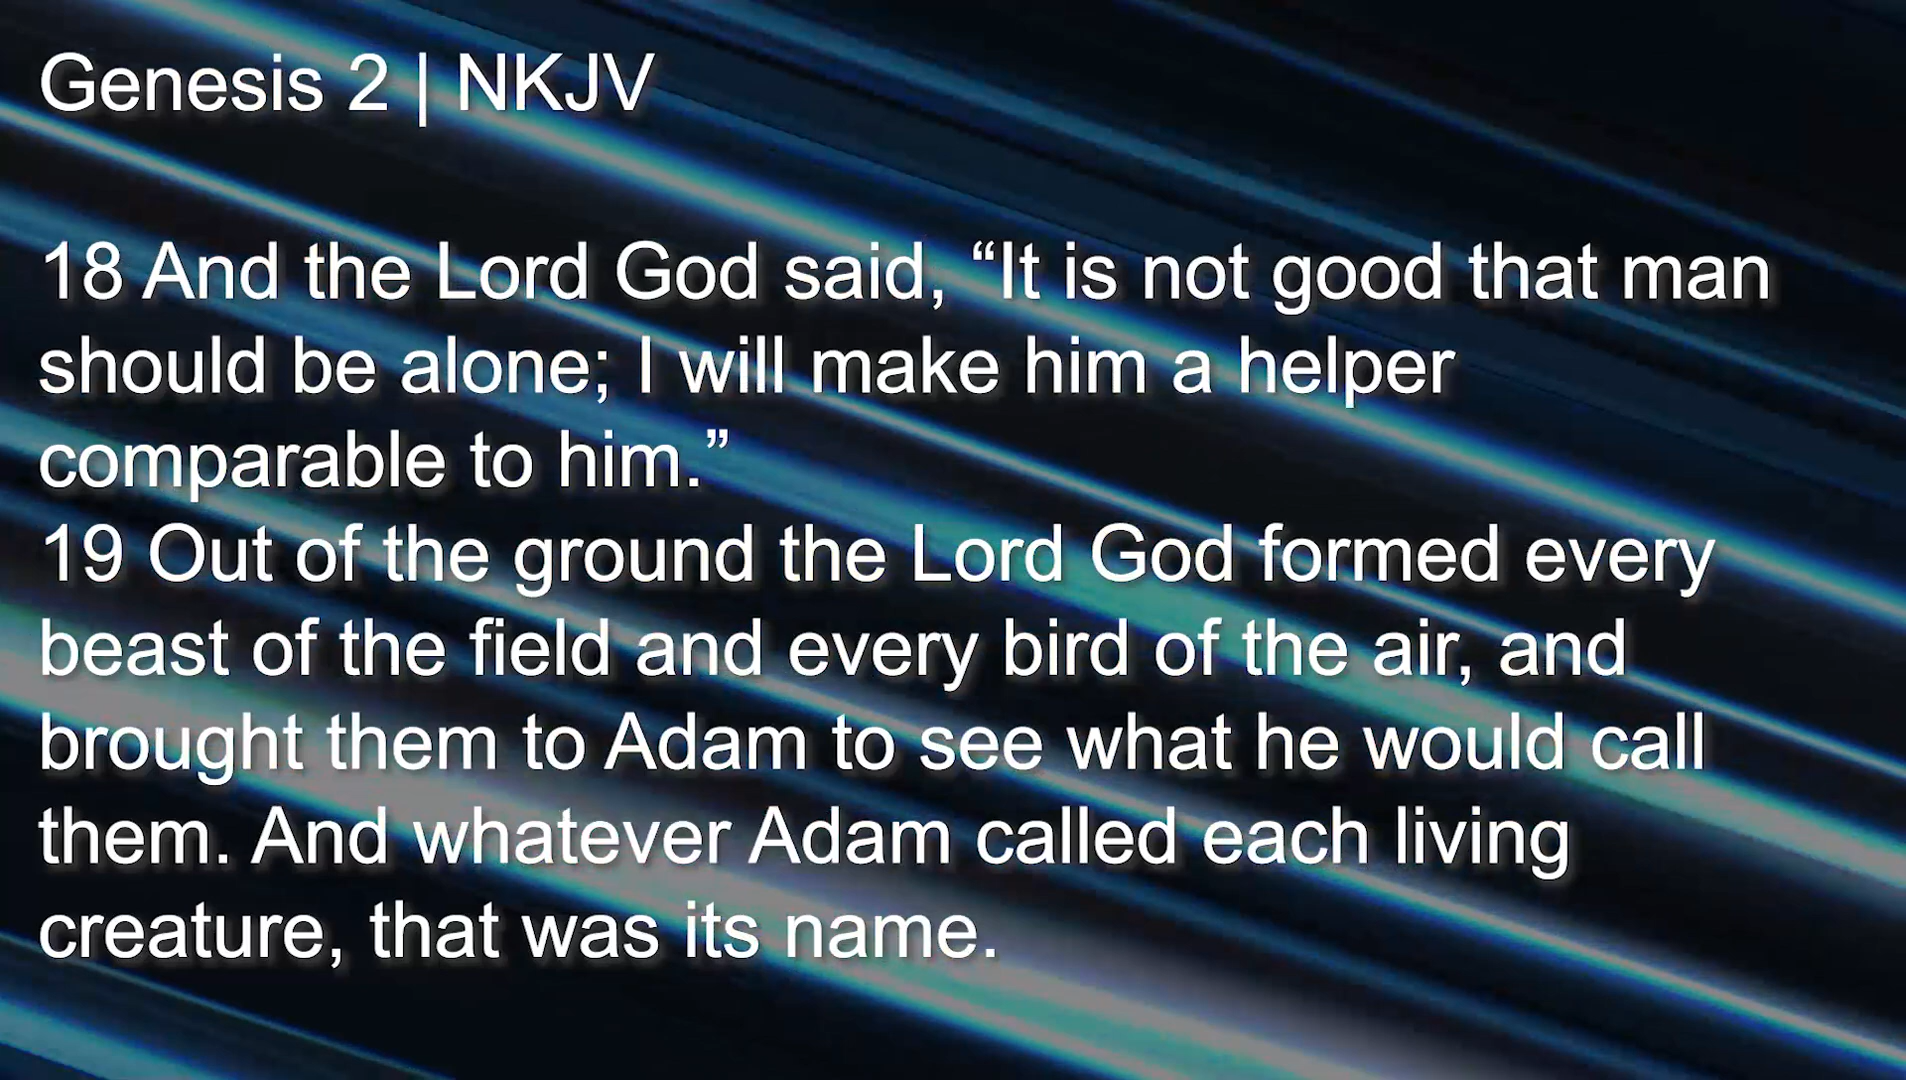 Genesis 2 | NKJV
18 And the Lord God said, “It is not good that man
should be alone; I will make him a helper
comparable to him.”
19 Out of the ground the Lord God formed every
beast of the field and every bird of the air, and
brought them to Adam to see what he would call
them. And whatever Adam called each living
creature, that was its name.